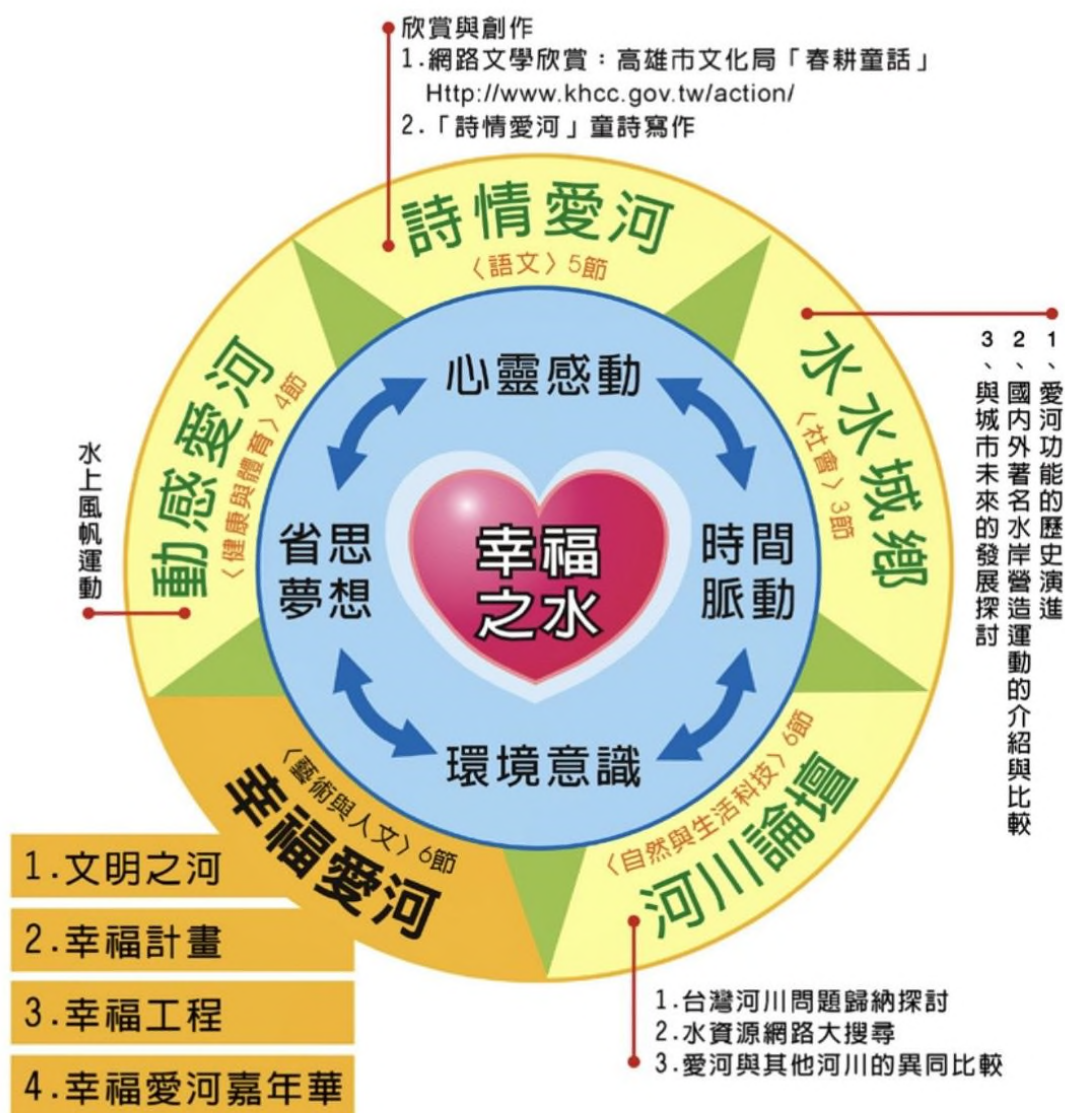 欣賞與創作
1.網路文學欣賞：高雄市文化局「春耕童話」
Http://www.khcc.gov.tw/action/
2.「詩情愛河」童詩寫作
詩情愛河
〈語文〉5節
水水城鄉
〈社會〉3節
1、愛河功能的歷史演進
2、國內外著名水岸營造運動的介紹與比較
3、與城市未來的發展探討
動感愛河
〈健康與體育〉4節
水上風帆運動
心靈感動
省思
夢想
幸福
之水
時間
脈動
環境意識
〈自然與生活科技〉6節
河川論壇
1.台灣河川問題歸納探討
2.水資源網路大搜尋
3.愛河與其他河川的異同比較
〈藝術與人文〉6節
幸福愛河
1.文明之河
2.幸福計畫
3.幸福工程
4.幸福愛河嘉年華